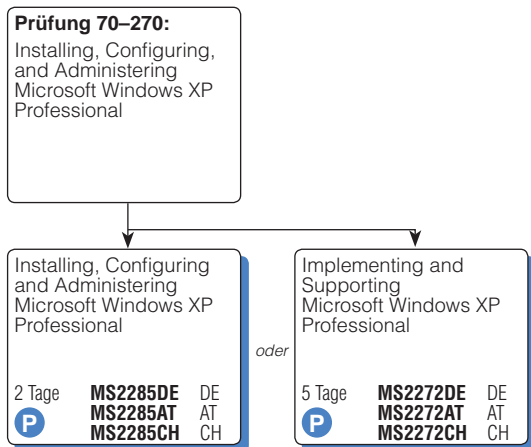 Prüfung 70–270:
Installing, Configuring,
and Administering
Microsoft Windows XP
Professional
Installing, Configuring
and Administering
Microsoft Windows XP
Professional
2 Tage MS2285DE DE
P MS2285AT AT
MS2285CH CH
oder
Implementing and
Supporting
Microsoft Windows XP
Professional
5 Tage MS2272DE DE
P MS2272AT AT
MS2272CH CH